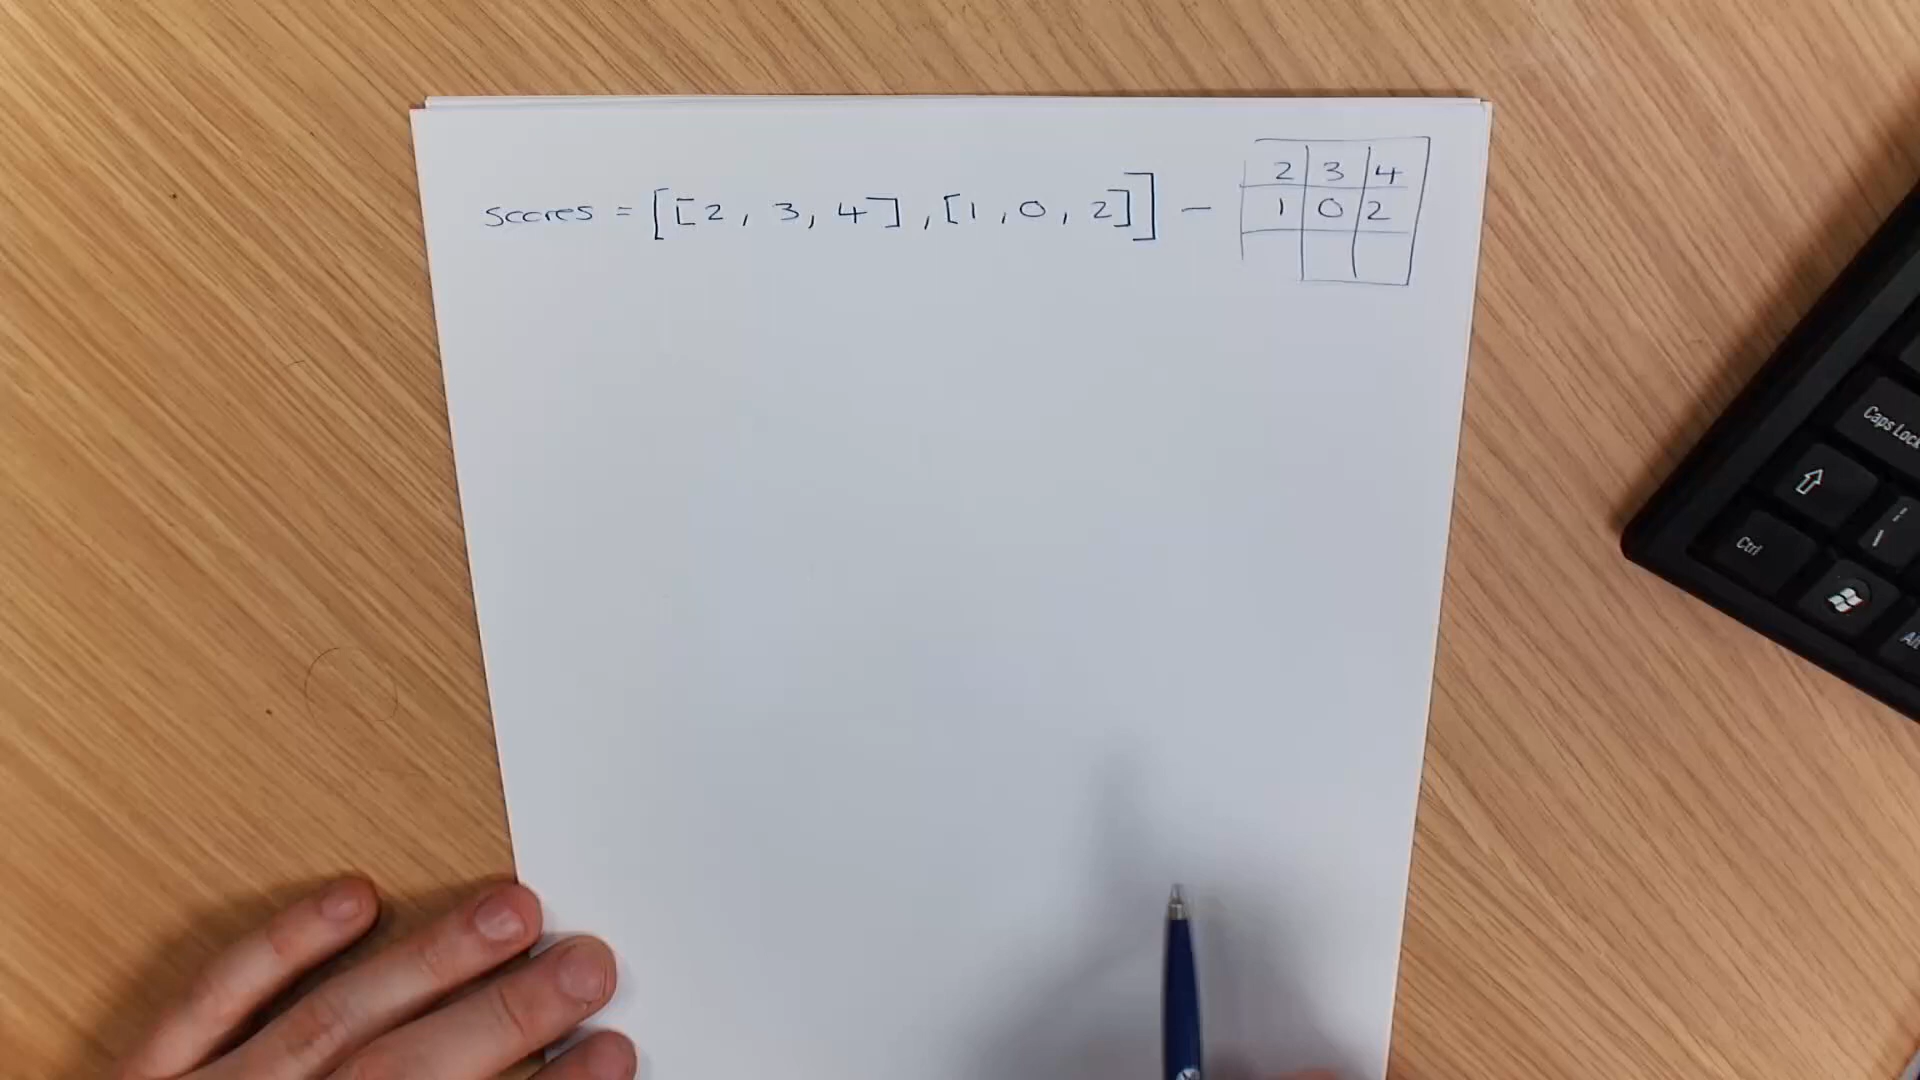 scores = [[2, 3, 4], [1, 0, 2]] -
2 3 4
1 0 2
Caps Lock
Ctrl